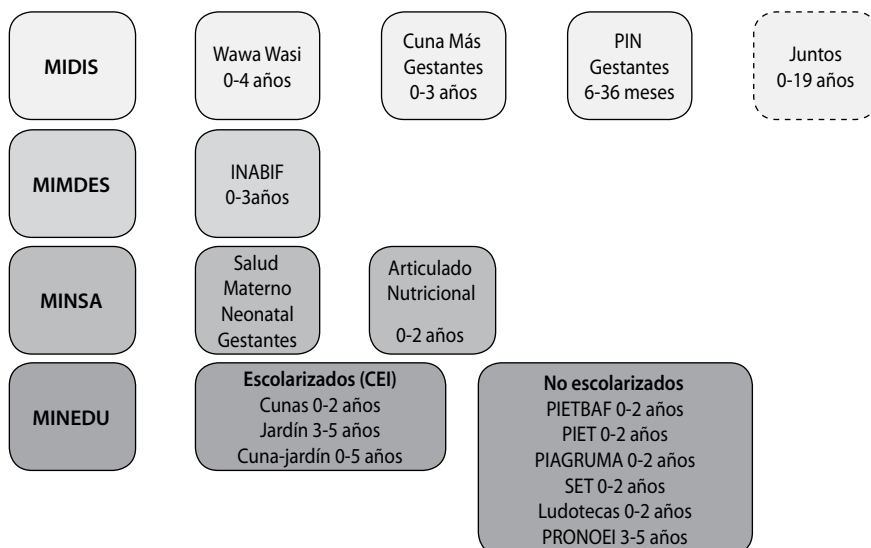 MIDIS
Wawa Wasi
0-4 años
Cuna Más
Gestantes
0-3 años
PIN
Gestantes
6-36 meses
Juntos
0-19 años
MIMDES
INABIF
0-3años
MINSA
Salud
Materno
Neonatal
Gestantes
Articulado
Nutricional
0-2 años
MINEDU
Escolarizados (CEI)
Cunas 0-2 años
Jardín 3-5 años
Cuna-jardín 0-5 años
No escolarizados
PIETBAF 0-2 años
PIET 0-2 años
PIAGRUMA 0-2 años
SET 0-2 años
Ludotecas 0-2 años
PRONOEI 3-5 años